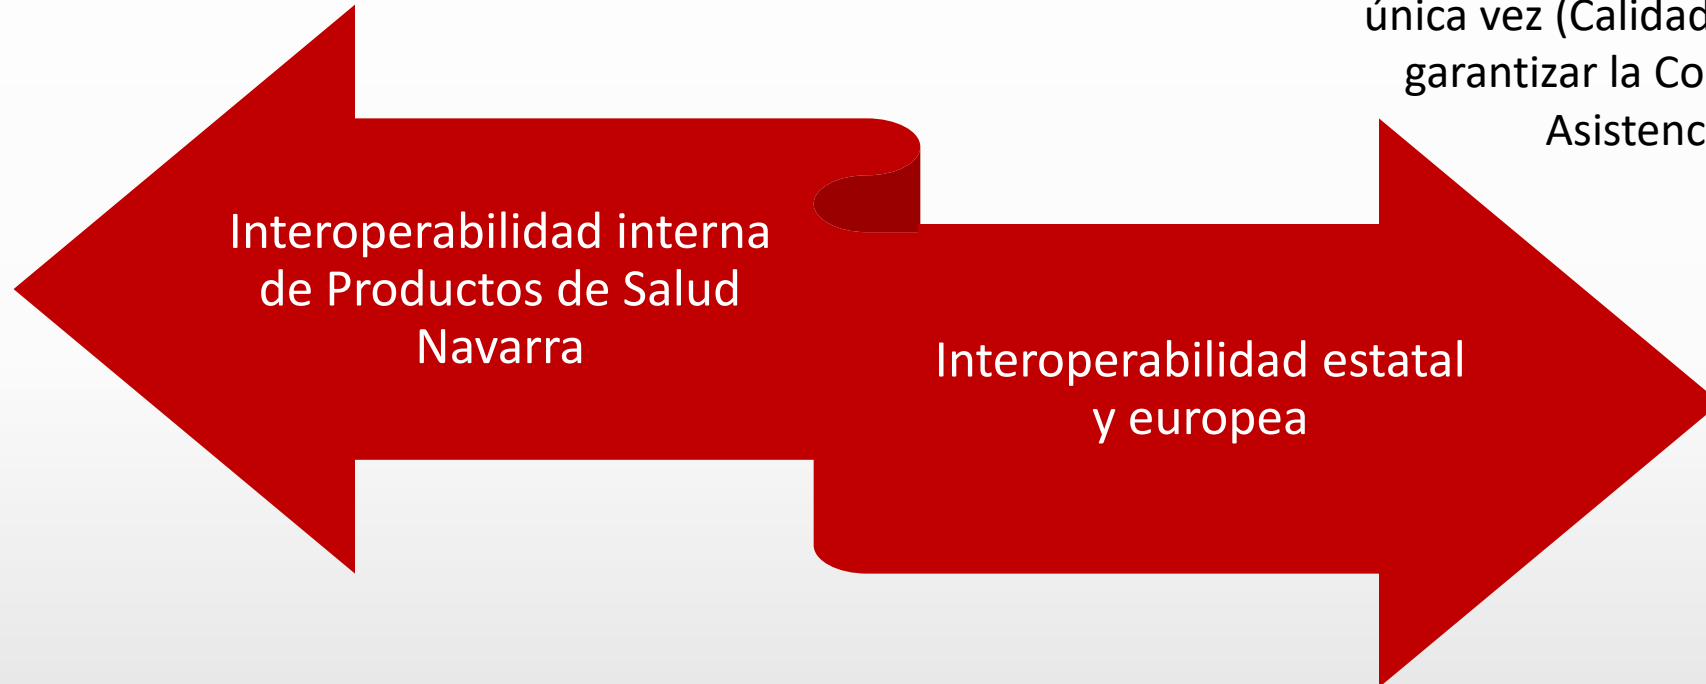 única vez (Calidad
garantizar la Co
Asistenc
Interoperabilidad interna
de Productos de Salud
Navarra
Interoperabilidad estatal
y europea